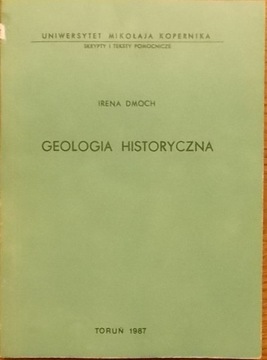 UNIWERSYTET MIKOŁAJA KOPERNIKA
SKRYPTY I TEKSTY POMOCNICZE
IRENA DMOCH
GEOLOGIA HISTORYCZNA
TORUŃ 1987